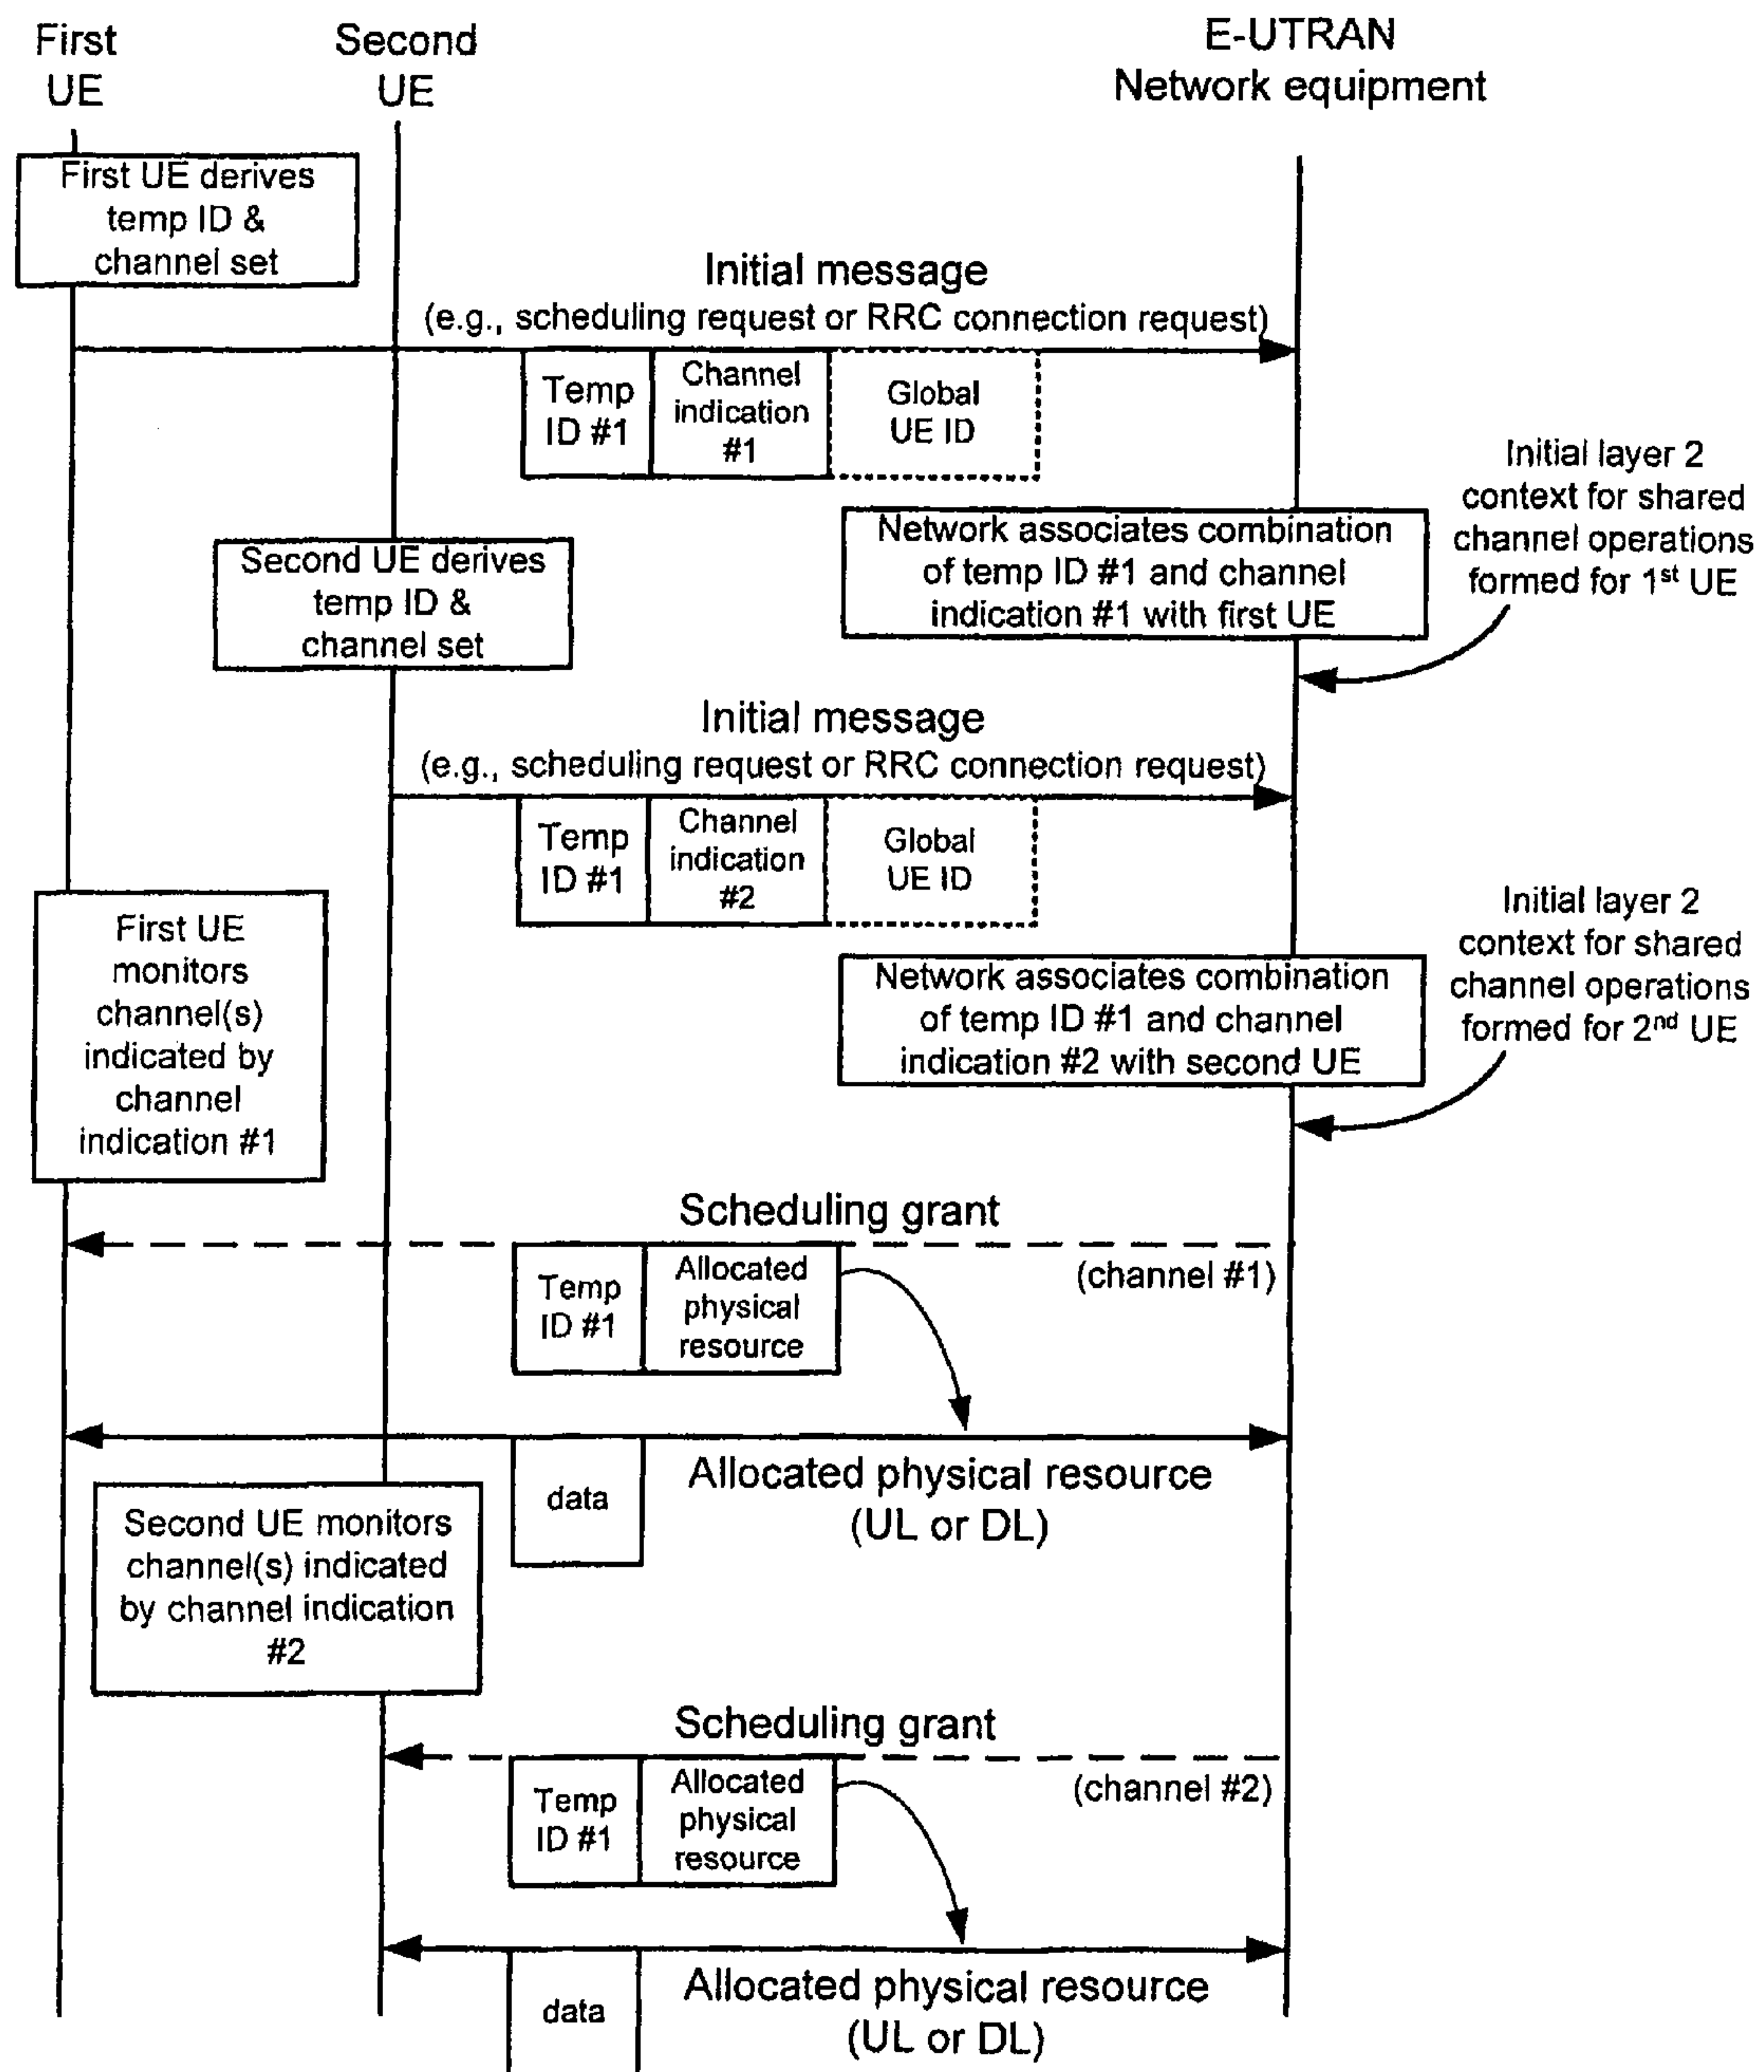 First
UE
Second
UE
E-UTRAN
Network equipment
First UE derives
temp ID &
channel set
Initial message
(e.g., scheduling request or RRC connection request)
Temp
ID #1
Channel
indication
#1
Global
UE ID
Initial layer 2
context for shared
channel operations
formed for 1st UE
Network associates combination
of temp ID #1 and channel
indication #1 with first UE
Second UE derives
temp ID &
channel set
Initial message
(e.g., scheduling request or RRC connection request)
Temp
ID #1
Channel
indication
#2
Global
UE ID
First UE
monitors
channel(s)
indicated by
channel
indication #1
Initial layer 2
context for shared
channel operations
formed for 2nd UE
Network associates combination
of temp ID #1 and channel
indication #2 with second UE
Scheduling grant
(channel #1)
Temp
ID #1
Allocated
physical
resource
data
Allocated physical resource
(UL or DL)
Second UE monitors
channel(s) indicated
by channel indication
#2
Scheduling grant
(channel #2)
Temp
ID #1
Allocated
physical
resource
data
Allocated physical resource
(UL or DL)